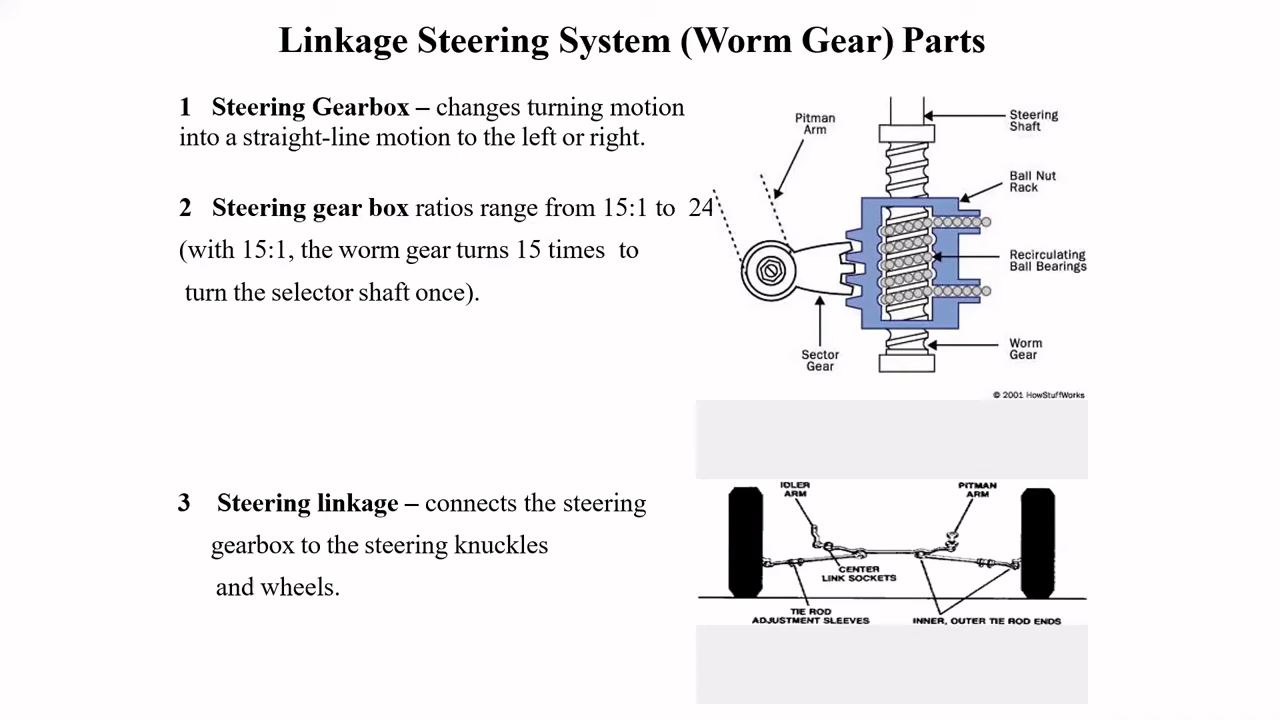 Linkage Steering System (Worm Gear) Parts
1 Steering Gearbox – changes turning motion
into a straight-line motion to the left or right.
2 Steering gear box ratios range from 15:1 to 24
(with 15:1, the worm gear turns 15 times to
turn the selector shaft once).
3 Steering linkage – connects the steering
gearbox to the steering knuckles
and wheels.
Pitman
Arm
Steering
Shaft
Ball Nut
Rack
Recirculating
Ball Bearings
Sector
Gear
Worm
Gear
© 2001 HowStuffWorks
IDLER
ARM
PITMAN
ARM
CENTER
LINK SOCKETS
TIE ROD
ADJUSTMENT SLEEVES
INNER, OUTER TIE ROD ENDS